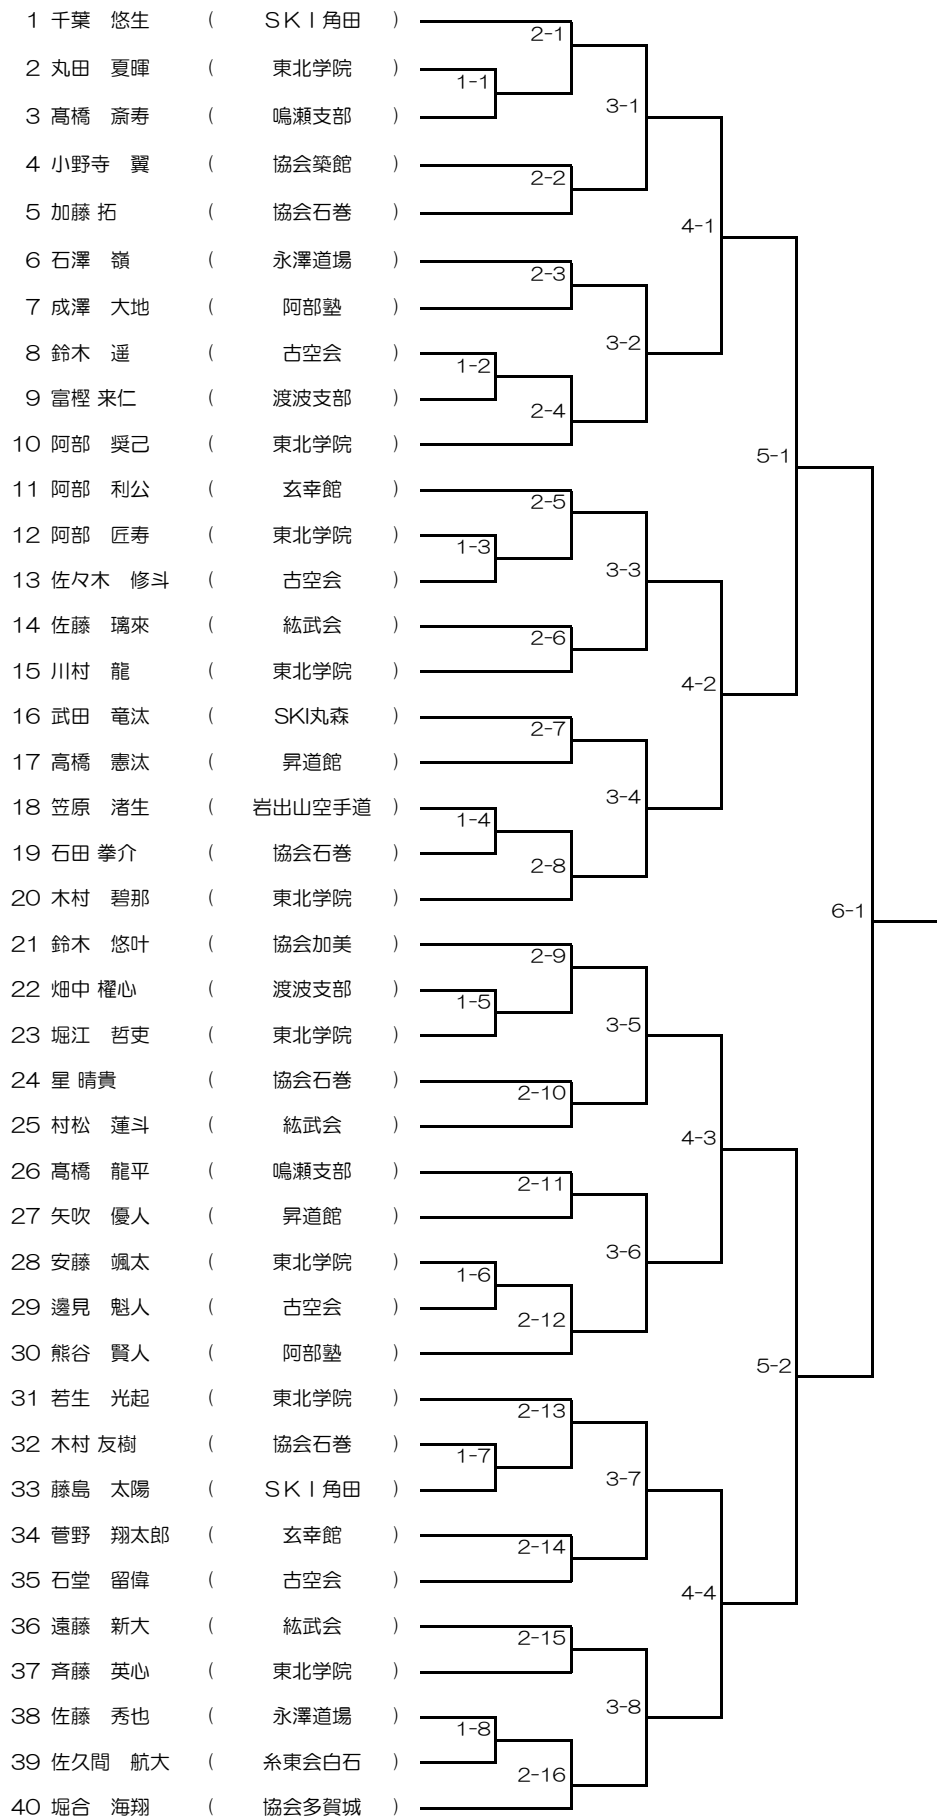 1 千葉　悠生 ( ＳＫＩ角田 )
2-1
2 丸田　夏暉 ( 東北学院 )
1-1
3 髙橋　斎寿 ( 鳴瀬支部 )
3-1
4 小野寺　翼 ( 協会築館 )
2-2
5 加藤 拓 ( 協会石巻 )
4-1
6 石澤　嶺 ( 永澤道場 )
2-3
7 成澤　大地 ( 阿部塾 )
3-2
8 鈴木　遥 ( 古空会 )
1-2
9 富樫 来仁 ( 渡波支部 )
2-4
10 阿部　奨己 ( 東北学院 )
5-1
11 阿部　利公 ( 玄幸館 )
2-5
12 阿部　匠寿 ( 東北学院 )
1-3
3-3
13 佐々木　修斗 ( 古空会 )
14 佐藤　璃來 ( 紘武会 )
2-6
15 川村　龍 ( 東北学院 )
4-2
16 武田　竜汰 ( SKI丸森 )
2-7
17 高橋　憲汰 ( 昇道館 )
3-4
18 笠原　渚生 ( 岩出山空手道 )
1-4
19 石田 拳介 ( 協会石巻 )
2-8
20 木村　碧那 ( 東北学院 )
6-1
21 鈴木　悠叶 ( 協会加美 )
2-9
22 畑中 櫂心 ( 渡波支部 )
1-5
3-5
23 堀江　哲吏 ( 東北学院 )
24 星 晴貴 ( 協会石巻 )
2-10
25 村松　蓮斗 ( 紘武会 )
4-3
26 髙橋　龍平 ( 鳴瀬支部 )
2-11
27 矢吹　優人 ( 昇道館 )
3-6
28 安藤　颯太 ( 東北学院 )
1-6
29 邊見　魁人 ( 古空会 )
2-12
30 熊谷　賢人 ( 阿部塾 )
5-2
31 若生　光起 ( 東北学院 )
2-13
32 木村 友樹 ( 協会石巻 )
1-7
3-7
33 藤島　太陽 ( ＳＫＩ角田 )
34 菅野　翔太郎 ( 玄幸館 )
2-14
35 石堂　留偉 ( 古空会 )
4-4
36 遠藤　新大 ( 紘武会 )
2-15
37 斉藤　英心 ( 東北学院 )
3-8
38 佐藤　秀也 ( 永澤道場 )
1-8
39 佐久間　航大 ( 糸東会白石 )
2-16
40 堀合　海翔 ( 協会多賀城 )